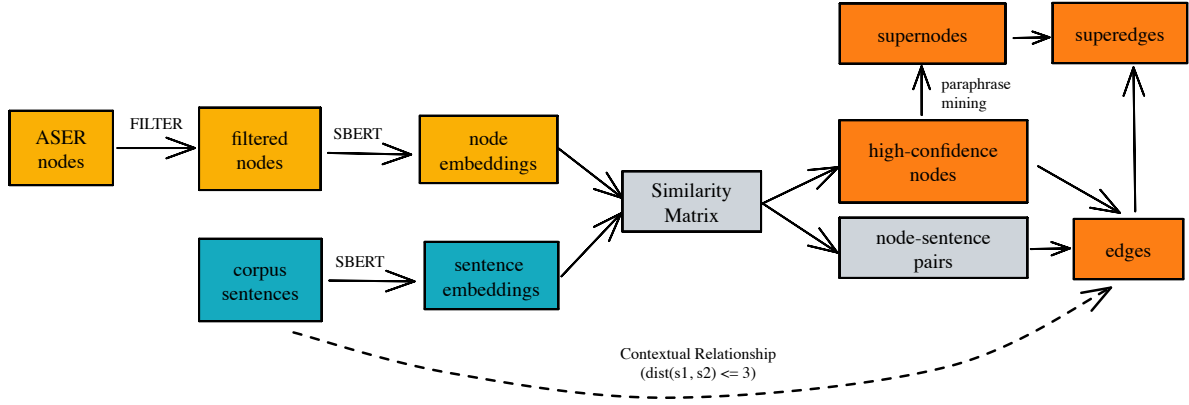 ASER
nodes
FILTER
filtered
nodes
SBERT
node
embeddings
corpus
sentences
SBERT
sentence
embeddings
Similarity
Matrix
supernodes
superedges
paraphrase
mining
high-confidence
nodes
node-sentence
pairs
edges
Contextual Relationship
(dist(s1, s2) <= 3)